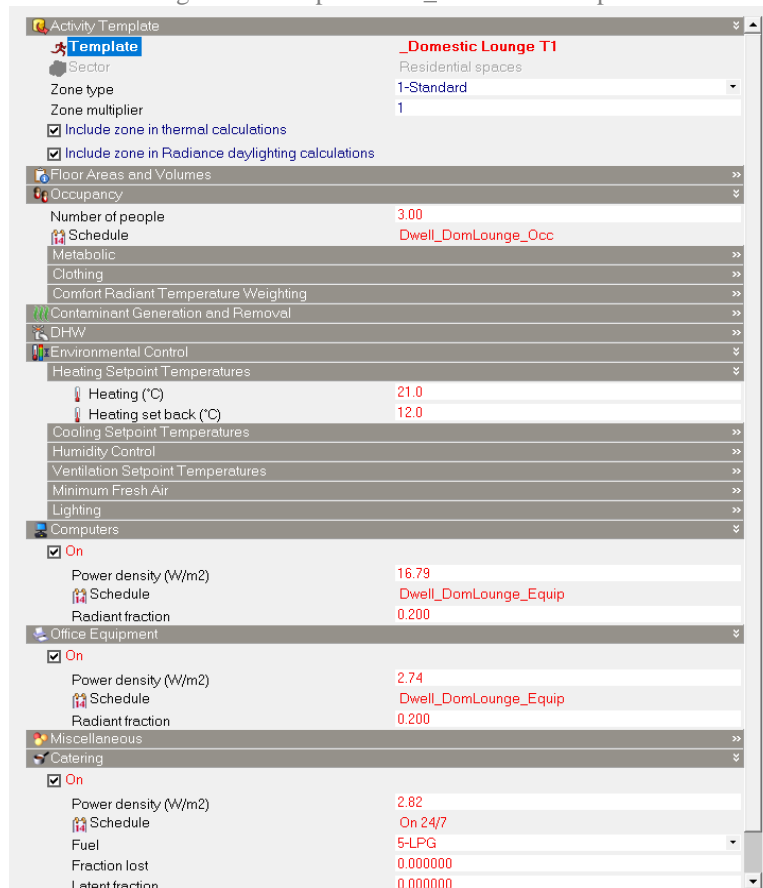 Activity Template
Template _Domestic Lounge T1
Sector Residential spaces
Zone type 1-Standard
Zone multiplier 1
Include zone in thermal calculations
Include zone in Radiance daylighting calculations
Floor Areas and Volumes
Occupancy
Number of people 3.00
Schedule Dwell_DomLounge_Occ
Metabolic
Clothing
Comfort Radiant Temperature Weighting
Contaminant Generation and Removal
DHW
Environmental Control
Heating Setpoint Temperatures
Heating (°C) 21.0
Heating set back (°C) 12.0
Cooling Setpoint Temperatures
Humidity Control
Ventilation Setpoint Temperatures
Minimum Fresh Air
Lighting
Computers
On
Power density (W/m2) 16.79
Schedule Dwell_DomLounge_Equip
Radiant fraction 0.200
Office Equipment
On
Power density (W/m2) 2.74
Schedule Dwell_DomLounge_Equip
Radiant fraction 0.200
Miscellaneous
Catering
On
Power density (W/m2) 2.82
Schedule On 24/7
Fuel 5-LPG
Fraction lost 0.000000
Latent fraction 0.000000